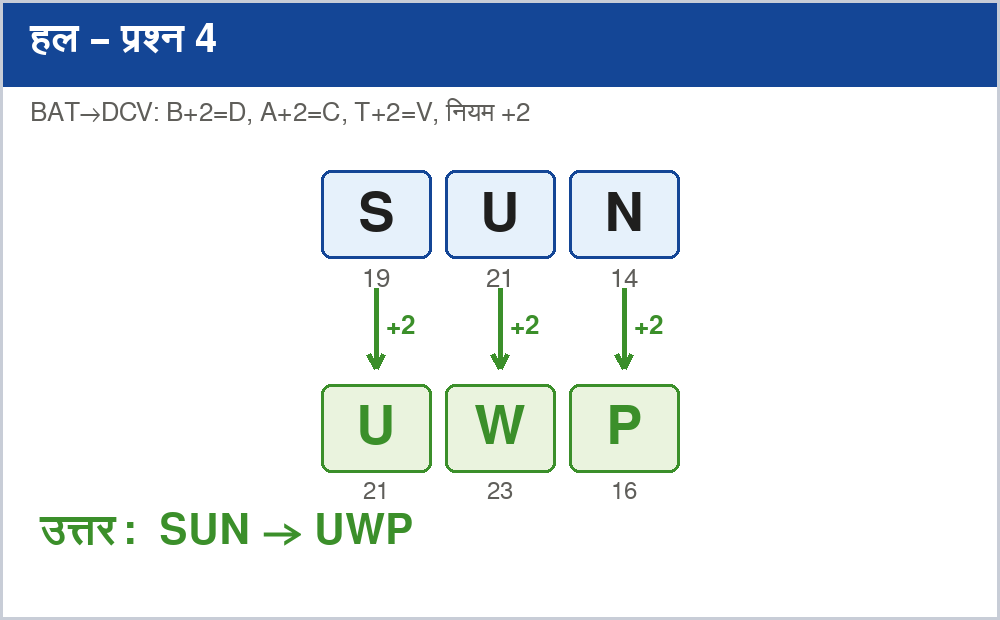 हल – प्रश्न 4
BAT→DCV: B+2=D, A+2=C, T+2=V, नियम +2
S U N
19 21 14
+2 +2 +2
U W P
21 23 16
उत्तर : SUN → UWP